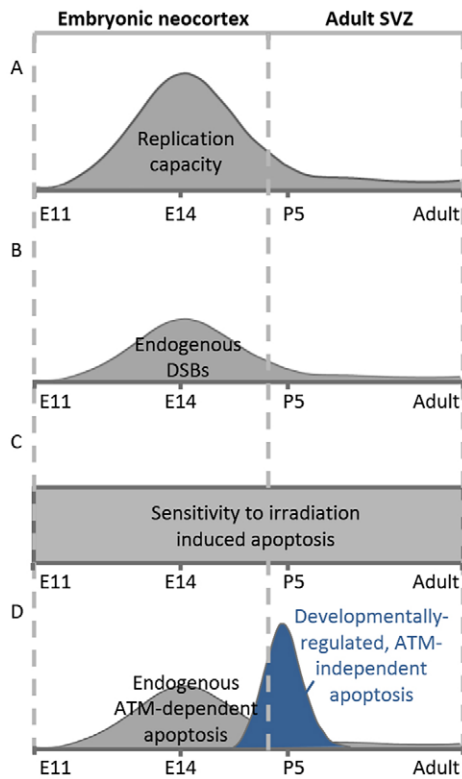 Embryonic neocortex Adult SVZ
A
Replication
capacity
E11 E14 P5 Adult
B
Endogenous
DSBs
E11 E14 P5 Adult
C
Sensitivity to irradiation
induced apoptosis
E11 E14 P5 Adult
D
Developmentally-
regulated, ATM-
independent
apoptosis
Endogenous
ATM-dependent
apoptosis
E11 E14 P5 Adult